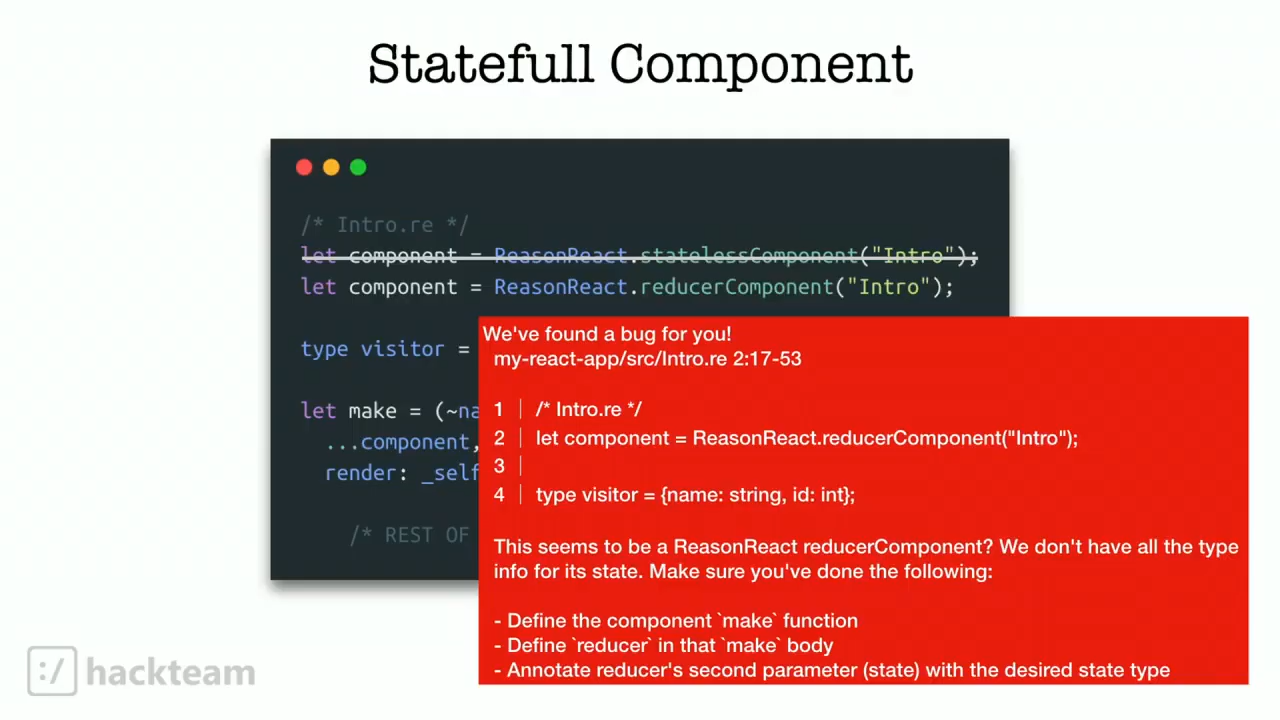 Statefull Component
/* Intro.re */
let component = ReasonReact.statelessComponent("Intro");
let component = ReasonReact.reducerComponent("Intro");
type visitor =
let make = (~na
...component,
render: _self
/* REST OF
We've found a bug for you!
my-react-app/src/Intro.re 2:17-53
1 | /* Intro.re */
2 | let component = ReasonReact.reducerComponent("Intro");
3 |
4 | type visitor = {name: string, id: int};
This seems to be a ReasonReact reducerComponent? We don't have all the type
info for its state. Make sure you've done the following:
- Define the component `make` function
- Define `reducer` in that `make` body
- Annotate reducer's second parameter (state) with the desired state type
:/ hackteam